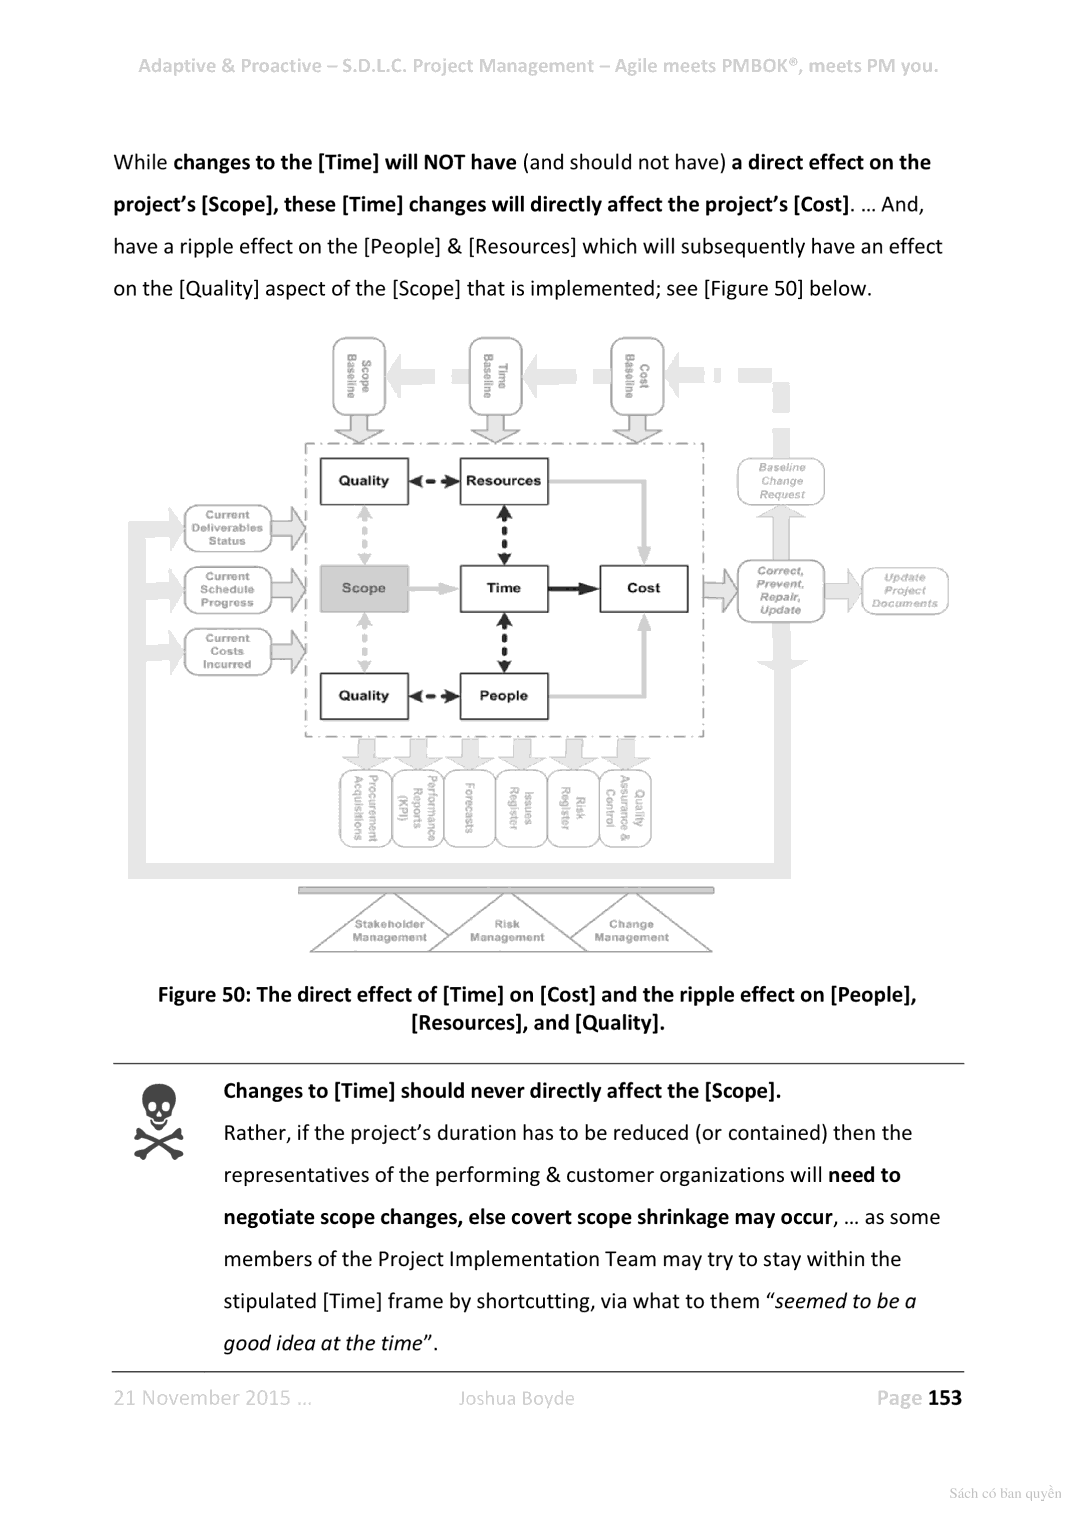 Adaptive & Proactive – S.D.L.C. Project Management – Agile meets PMBOK®, meets PM you.
While changes to the [Time] will NOT have (and should not have) a direct effect on the
project’s [Scope], these [Time] changes will directly affect the project’s [Cost]. … And,
have a ripple effect on the [People] & [Resources] which will subsequently have an effect
on the [Quality] aspect of the [Scope] that is implemented; see [Figure 50] below.
Scope
Baseline
Time
Baseline
Cost
Baseline
Baseline
Change
Request
Quality
Resources
Current
Deliverables
Status
Current
Schedule
Progress
Current
Costs
Incurred
Scope
Time
Cost
Correct,
Prevent,
Repair,
Update
Update
Project
Documents
Quality
People
Procurement
Acquisitions
Performance
Reports
(KPI)
Forecasts
Issues
Register
Risk
Register
Quality
Assurance &
Control
Stakeholder
Management
Risk
Management
Change
Management
Figure 50: The direct effect of [Time] on [Cost] and the ripple effect on [People],
[Resources], and [Quality].
Changes to [Time] should never directly affect the [Scope].
Rather, if the project’s duration has to be reduced (or contained) then the
representatives of the performing & customer organizations will need to
negotiate scope changes, else covert scope shrinkage may occur, … as some
members of the Project Implementation Team may try to stay within the
stipulated [Time] frame by shortcutting, via what to them “seemed to be a
good idea at the time”.
21 November 2015 … Joshua Boyde Page 153
Sách có bản quyền